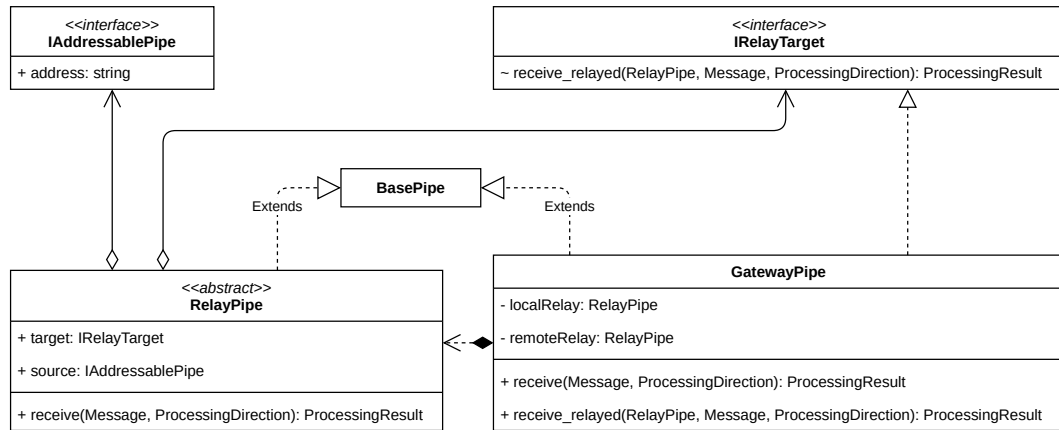 <<interface>>
IAddressablePipe
+ address: string
<<interface>>
IRelayTarget
~ receive_relayed(RelayPipe, Message, ProcessingDirection): ProcessingResult
BasePipe
Extends
Extends
<<abstract>>
RelayPipe
+ target: IRelayTarget
+ source: IAddressablePipe
+ receive(Message, ProcessingDirection): ProcessingResult
GatewayPipe
- localRelay: RelayPipe
- remoteRelay: RelayPipe
+ receive(Message, ProcessingDirection): ProcessingResult
+ receive_relayed(RelayPipe, Message, ProcessingDirection): ProcessingResult